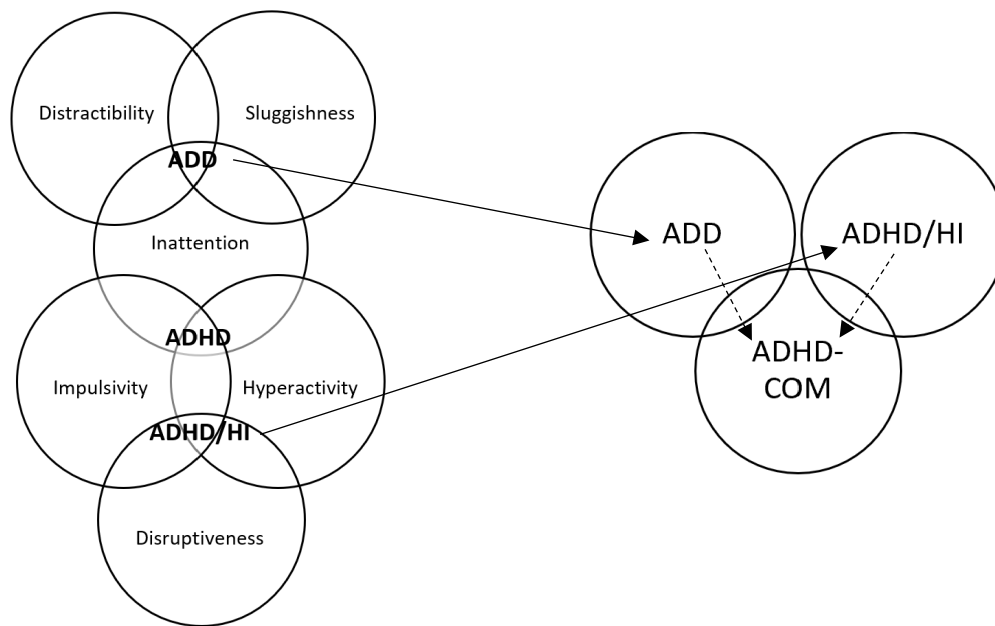 Distractibility
Sluggishness
ADD
Inattention
ADHD
Impulsivity
Hyperactivity
ADHD/HI
Disruptiveness
ADD
ADHD/HI
ADHD-
COM